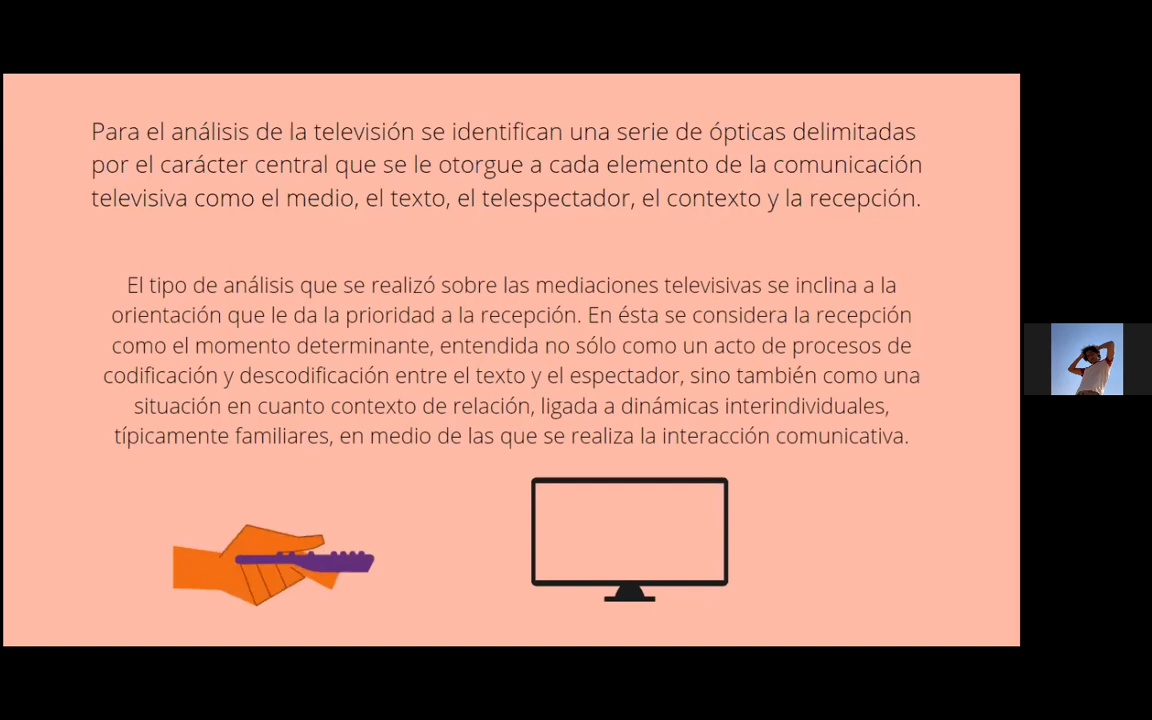 Para el análisis de la televisión se identifican una serie de ópticas delimitadas
por el carácter central que se le otorgue a cada elemento de la comunicación
televisiva como el medio, el texto, el telespectador, el contexto y la recepción.
El tipo de análisis que se realizó sobre las mediaciones televisivas se inclina a la
orientación que le da la prioridad a la recepción. En ésta se considera la recepción
como el momento determinante, entendida no sólo como un acto de procesos de
codificación y descodificación entre el texto y el espectador, sino también como una
situación en cuanto contexto de relación, ligada a dinámicas interindividuales,
típicamente familiares, en medio de las que se realiza la interacción comunicativa.